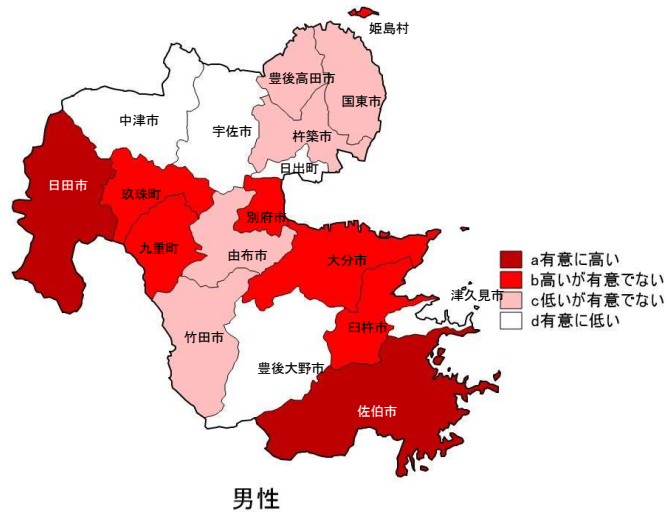 姫島村
豊後高田市
国東市
中津市
宇佐市
杵築市
日出町
日田市
玖珠町
別府市
九重町
由布市
大分市
a有意に高い
b高いが有意でない
c低いが有意でない
d有意に低い
津久見市
竹田市
臼杵市
豊後大野市
佐伯市
男性